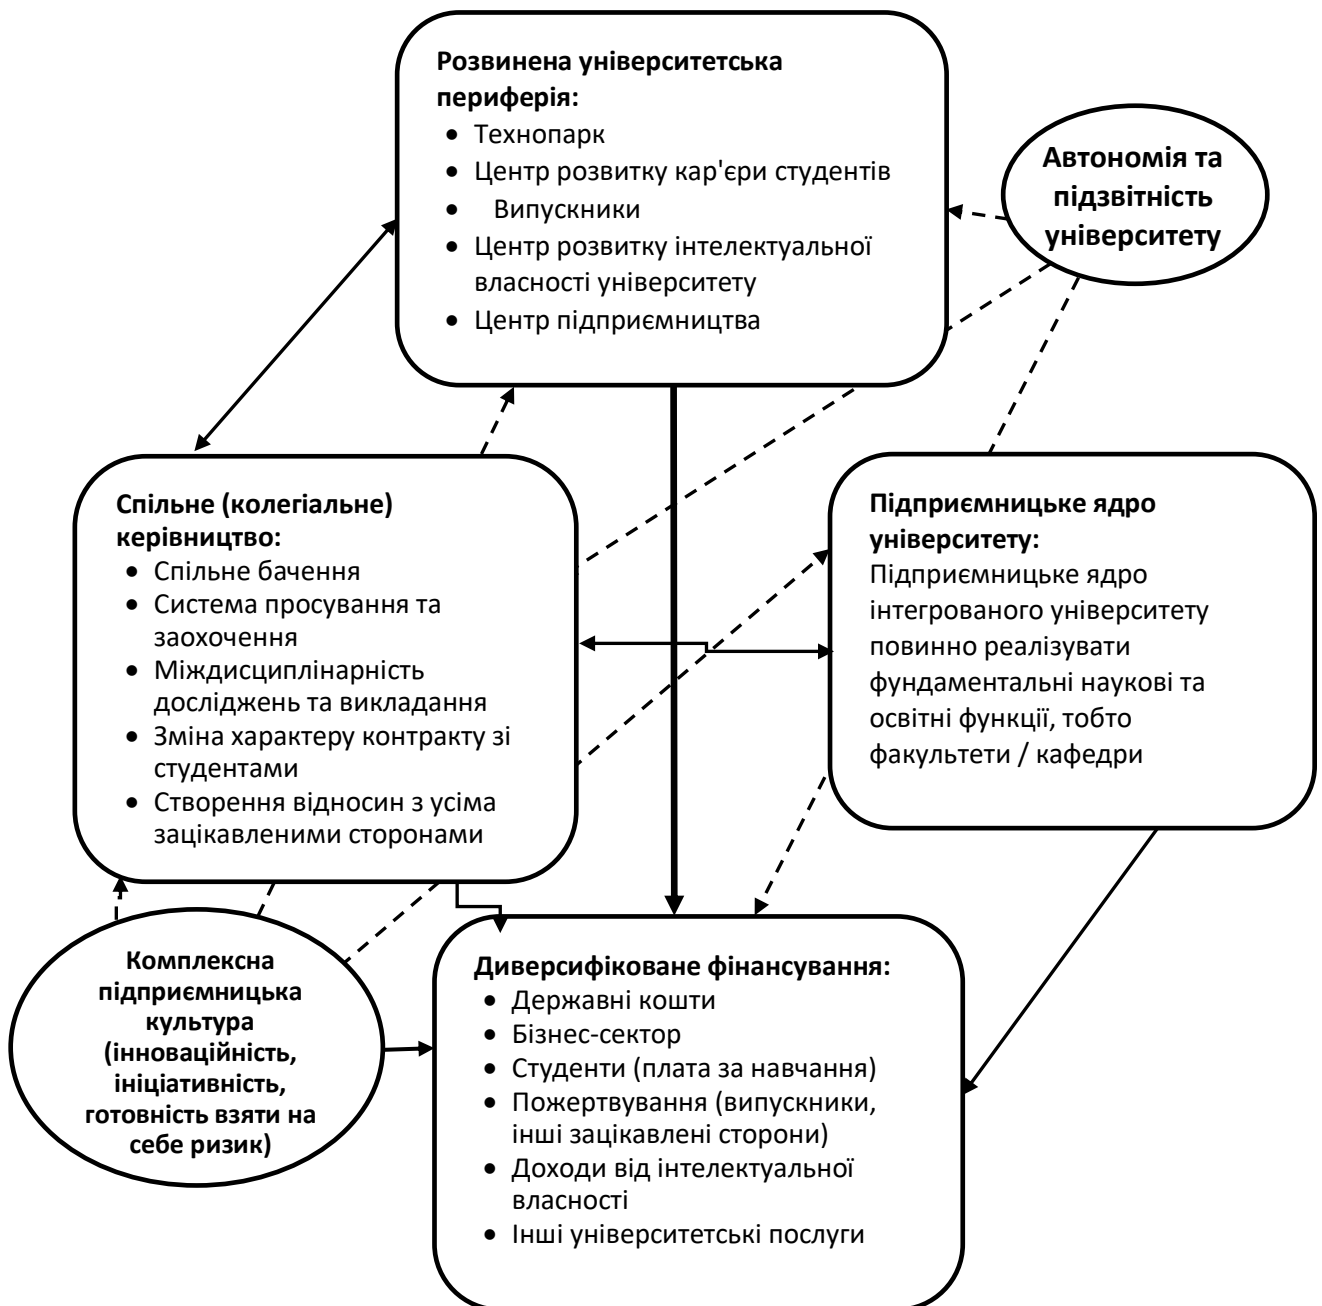 Розвинена університетська
периферія:
• Технопарк
• Центр розвитку кар'єри студентів
• Випускники
• Центр розвитку інтелектуальної
власності університету
• Центр підприємництва
Автономія та
підзвітність
університету
Спільне (колегіальне)
керівництво:
• Спільне бачення
• Система просування та
заохочення
• Міждисциплінарність
досліджень та викладання
• Зміна характеру контракту зі
студентами
• Створення відносин з усіма
зацікавленими сторонами
Підприємницьке ядро
університету:
Підприємницьке ядро
інтегрованого університету
повинно реалізувати
фундаментальні наукові та
освітні функції, тобто
факультети / кафедри
Комплексна
підприємницька
культура
(інноваційність,
ініціативність,
готовність взяти на
себе ризик)
Диверсифіковане фінансування:
• Державні кошти
• Бізнес-сектор
• Студенти (плата за навчання)
• Пожертвування (випускники,
інші зацікавлені сторони)
• Доходи від інтелектуальної
власності
• Інші університетські послуги